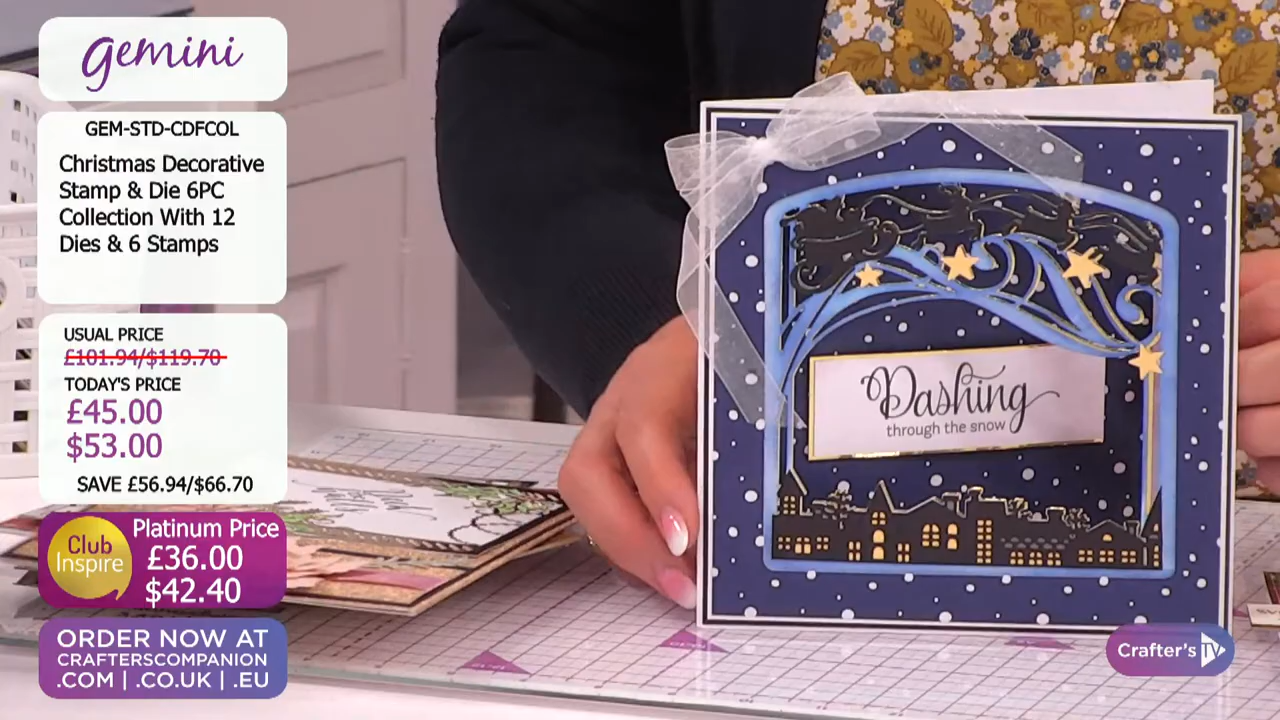 gemini
GEM-STD-CDFCOL
Christmas Decorative
Stamp & Die 6PC
Collection With 12
Dies & 6 Stamps
USUAL PRICE
£101.94/$119.70
TODAY'S PRICE
£45.00
$53.00
SAVE £56.94/$66.70
Club
Inspire
Platinum Price
£36.00
$42.40
ORDER NOW AT
CRAFTERSCOMPANION
.COM | .CO.UK | .EU
Dashing
through the snow
Crafter's TV